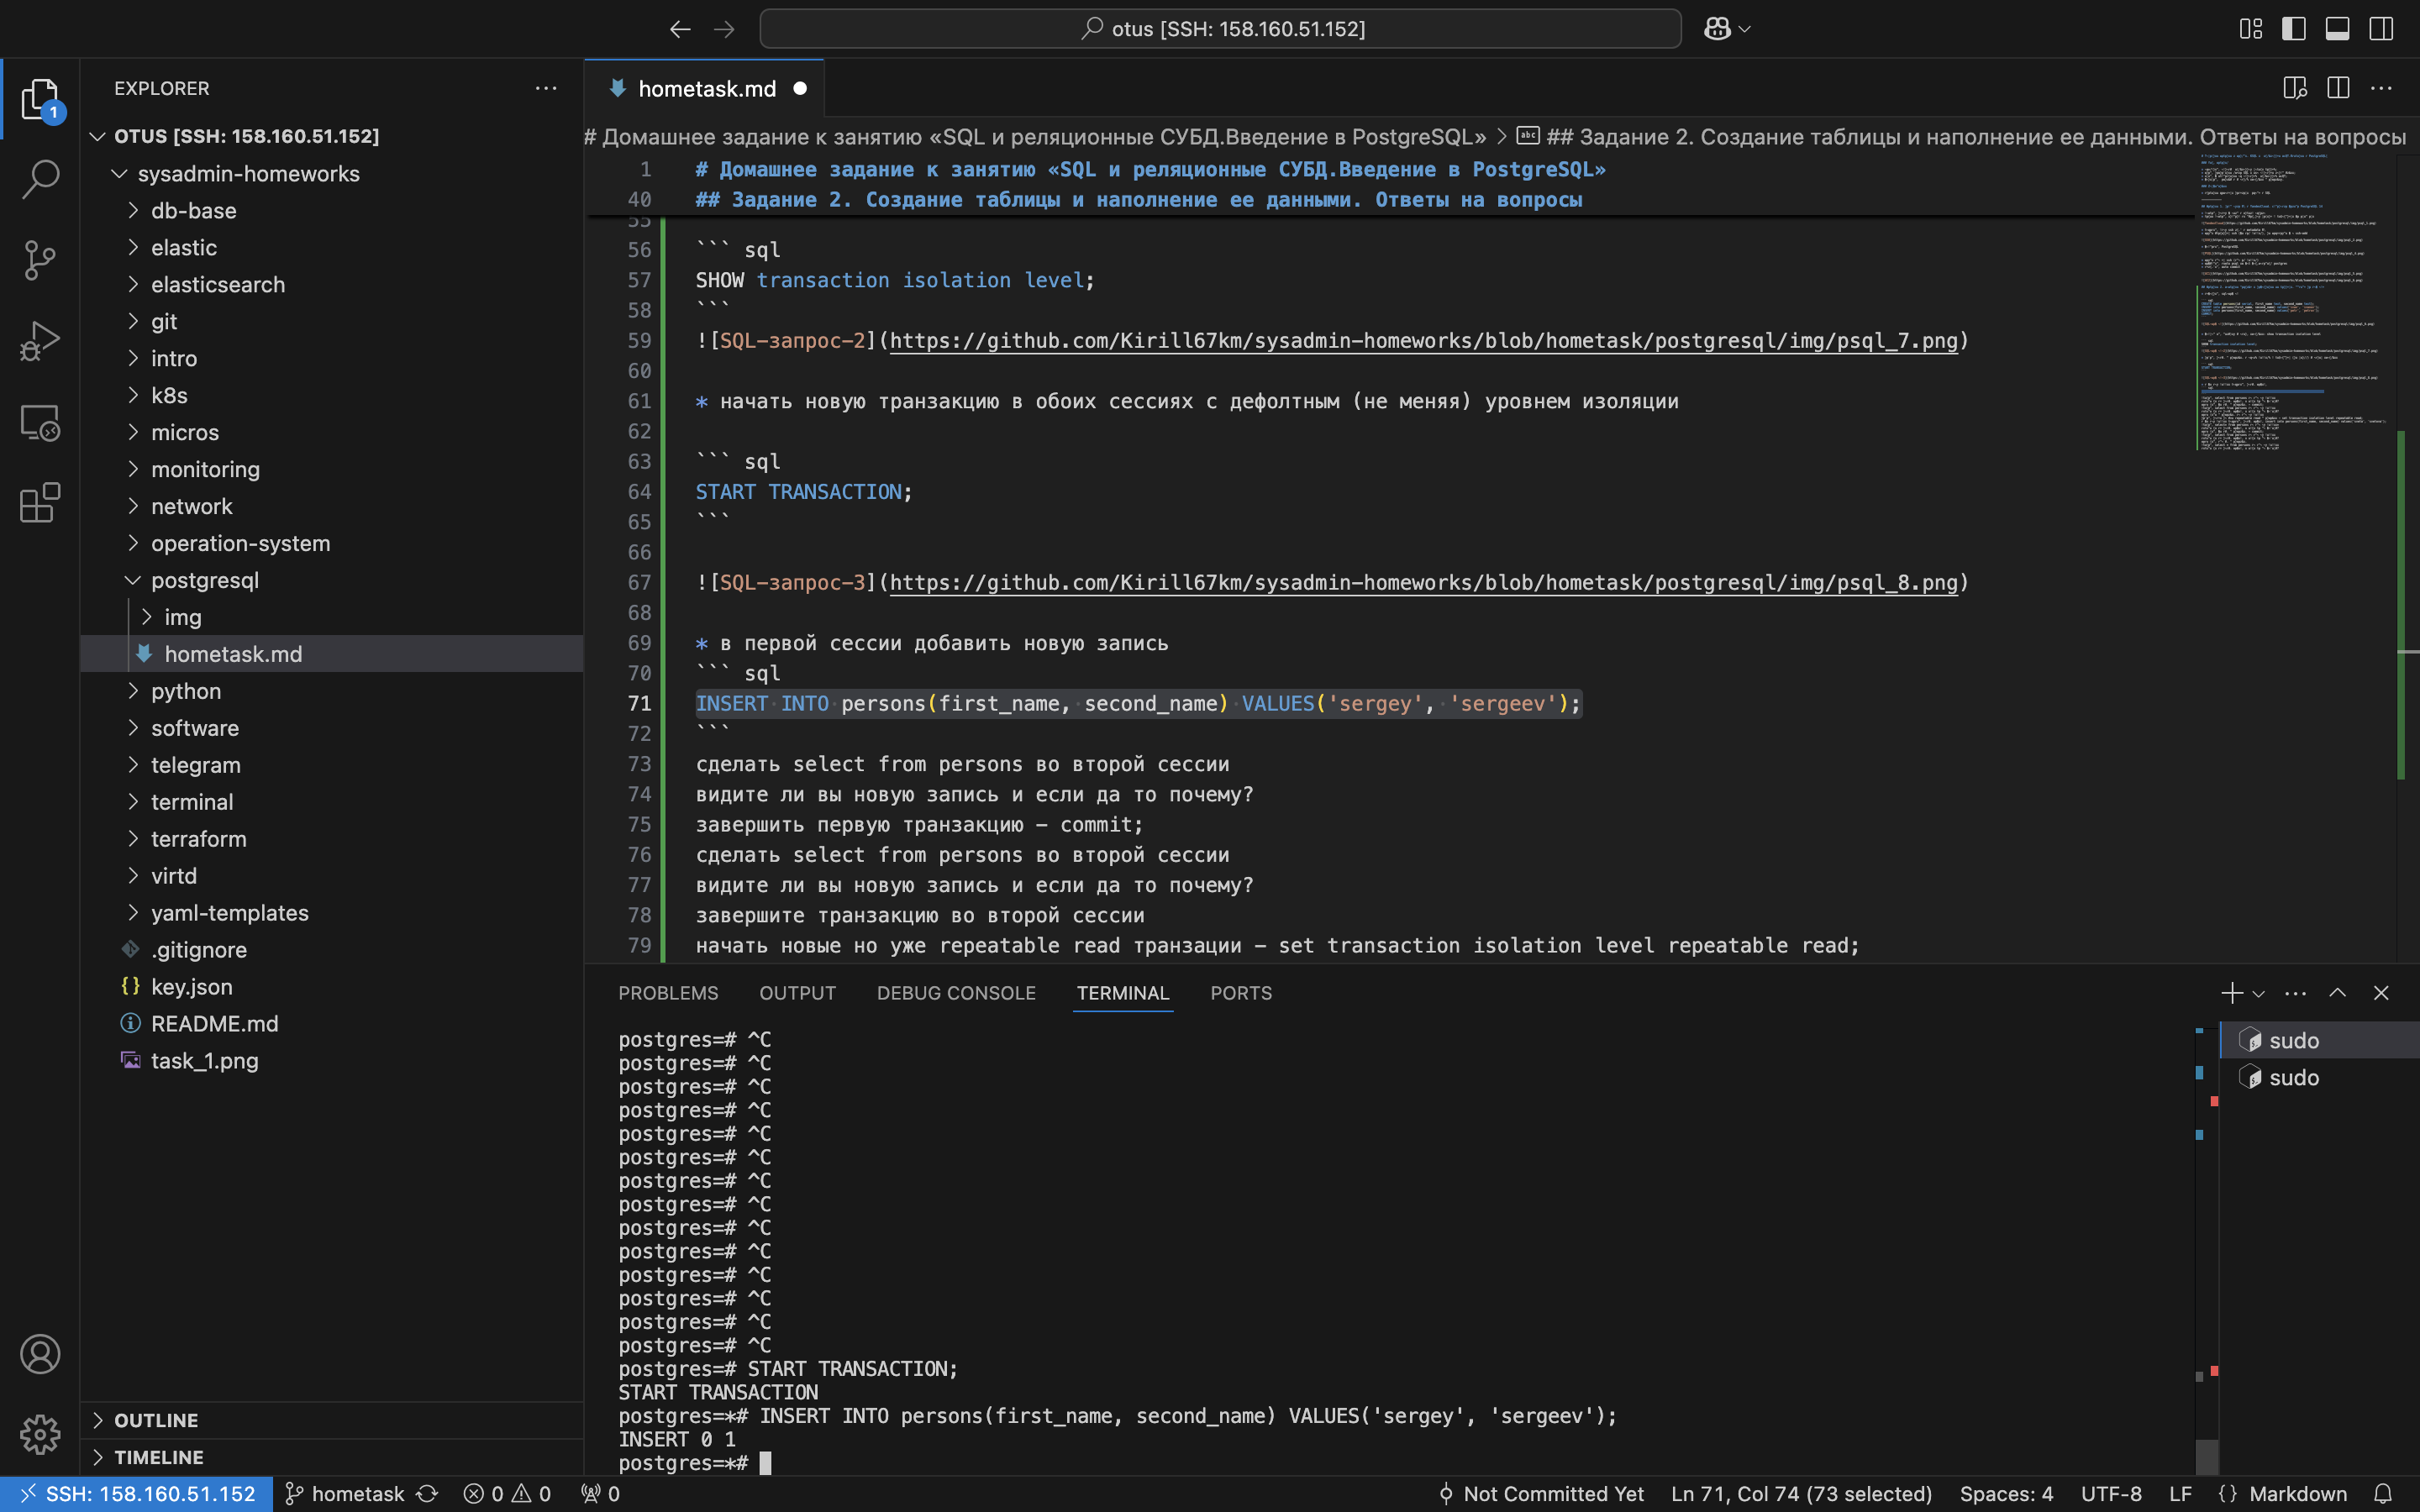 otus [SSH: 158.160.51.152]
EXPLORER
hometask.md
1
OTUS [SSH: 158.160.51.152]
sysadmin-homeworks
db-base
elastic
elasticsearch
git
intro
k8s
micros
monitoring
network
operation-system
postgresql
img
hometask.md
python
software
telegram
terminal
terraform
virtd
yaml-templates
.gitignore
key.json
README.md
task_1.png
OUTLINE
TIMELINE
# Домашнее задание к занятию «SQL и реляционные СУБД.Введение в PostgreSQL» > ## Задание 2. Создание таблицы и наполнение ее данными. Ответы на вопросы
1 # Домашнее задание к занятию «SQL и реляционные СУБД.Введение в PostgreSQL»
40 ## Задание 2. Создание таблицы и наполнение ее данными. Ответы на вопросы
55
56 ``` sql
57 SHOW transaction isolation level;
58 ```
59 ![SQL-запрос-2](https://github.com/Kirill67km/sysadmin-homeworks/blob/hometask/postgresql/img/psql_7.png)
60
61 * начать новую транзакцию в обоих сессиях с дефолтным (не меняя) уровнем изоляции
62
63 ``` sql
64 START TRANSACTION;
65 ```
66
67 ![SQL-запрос-3](https://github.com/Kirill67km/sysadmin-homeworks/blob/hometask/postgresql/img/psql_8.png)
68
69 * в первой сессии добавить новую запись
70 ``` sql
71 INSERT INTO persons(first_name, second_name) VALUES('sergey', 'sergeev');
72 ```
73 сделать select from persons во второй сессии
74 видите ли вы новую запись и если да то почему?
75 завершить первую транзакцию - commit;
76 сделать select from persons во второй сессии
77 видите ли вы новую запись и если да то почему?
78 завершите транзакцию во второй сессии
79 начать новые но уже repeatable read транзации - set transaction isolation level repeatable read;
PROBLEMS OUTPUT DEBUG CONSOLE TERMINAL PORTS
postgres=# ^C
postgres=# ^C
postgres=# ^C
postgres=# ^C
postgres=# ^C
postgres=# ^C
postgres=# ^C
postgres=# ^C
postgres=# ^C
postgres=# ^C
postgres=# ^C
postgres=# ^C
postgres=# ^C
postgres=# ^C
postgres=# START TRANSACTION;
START TRANSACTION
postgres=*# INSERT INTO persons(first_name, second_name) VALUES('sergey', 'sergeev');
INSERT 0 1
postgres=*#
sudo
sudo
SSH: 158.160.51.152 hometask 0 0 0 Not Committed Yet Ln 71, Col 74 (73 selected) Spaces: 4 UTF-8 LF {} Markdown